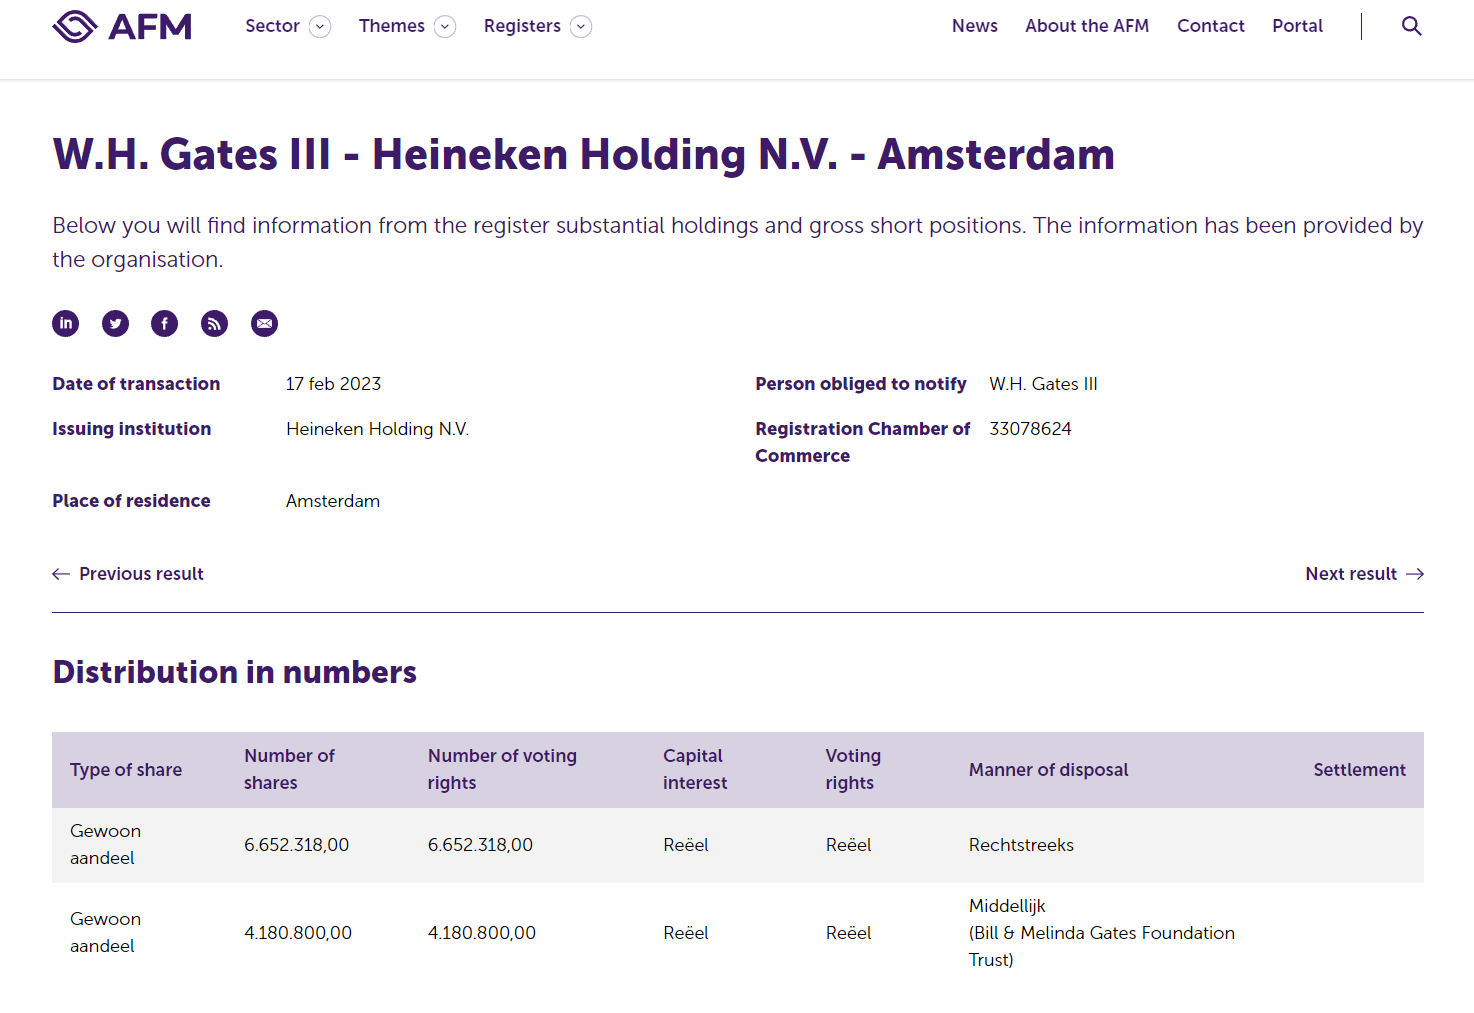 AFM Sector Themes Registers News About the AFM Contact Portal
W.H. Gates III - Heineken Holding N.V. - Amsterdam
Below you will find information from the register substantial holdings and gross short positions. The information has been provided by
the organisation.
Date of transaction 17 feb 2023 Person obliged to notify W.H. Gates III
Issuing institution Heineken Holding N.V. Registration Chamber of
Commerce 33078624
Place of residence Amsterdam
Previous result Next result
Distribution in numbers
Type of share Number of
shares Number of voting
rights Capital
interest Voting
rights Manner of disposal Settlement
Gewoon
aandeel 6.652.318,00 6.652.318,00 Reëel Reëel Rechtstreeks
Gewoon
aandeel 4.180.800,00 4.180.800,00 Reëel Reëel Middellijk
(Bill & Melinda Gates Foundation
Trust)